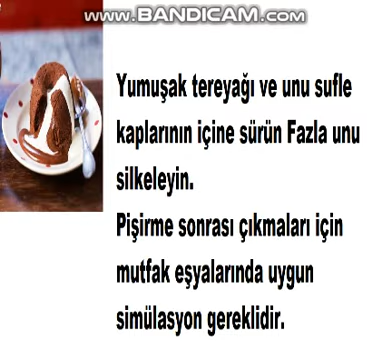 www.BANDICAM.com
Yumuşak tereyağı ve unu sufle
kaplarının içine sürün Fazla unu
silkeleyin.
Pişirme sonrası çıkmaları için
mutfak eşyalarında uygun
simülasyon gereklidir.